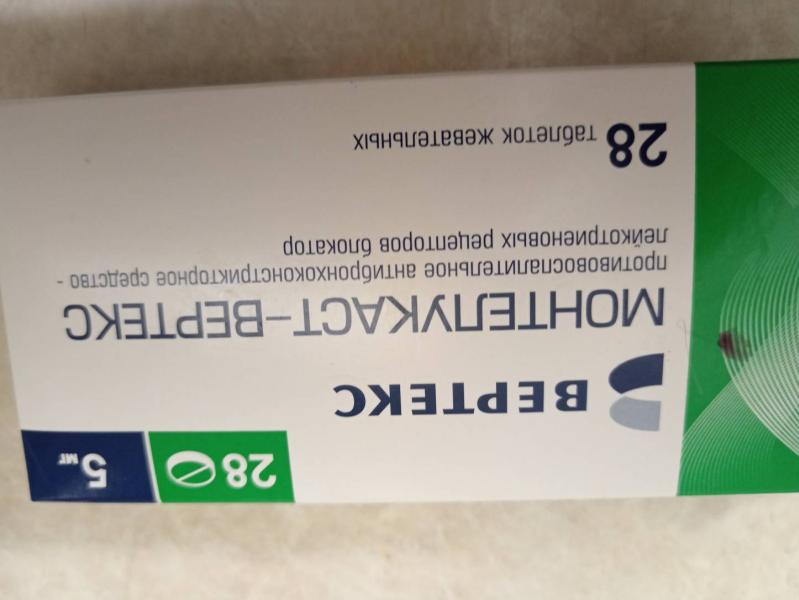 28 5 мг
ВЕРТЕКС
МОНТЕЛУКАСТ-ВЕРТЕКС
противовоспалительное антибронхоконстрикторное средство -
лейкотриеновых рецепторов блокатор
28 таблеток жевательных